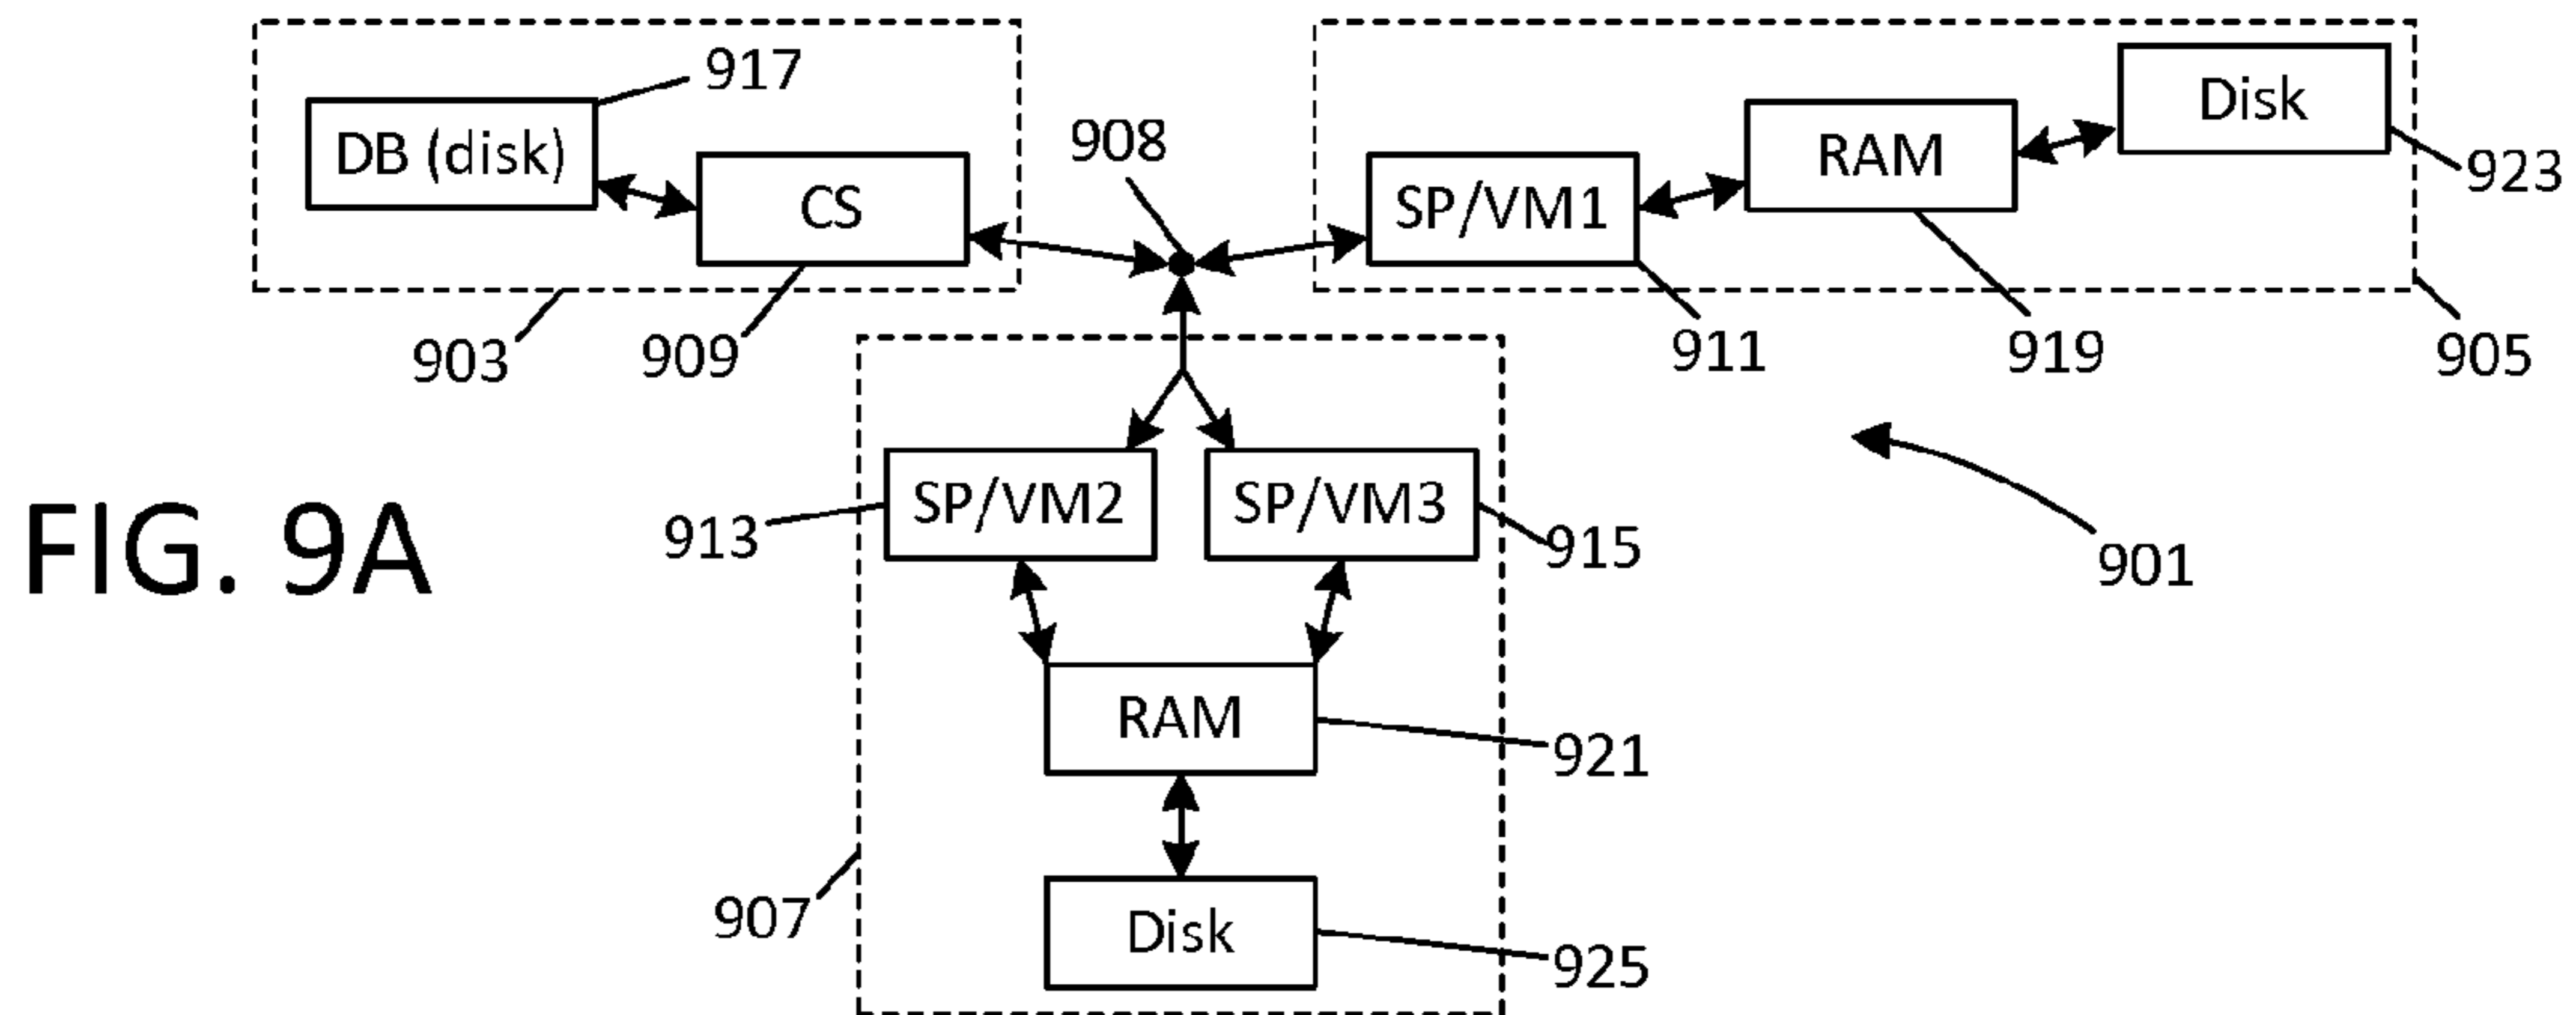 917
DB (disk)
CS
903
909
908
SP/VM1
RAM
Disk
923
911
919
905
901
FIG. 9A
SP/VM2
SP/VM3
913
915
RAM
921
Disk
907
925